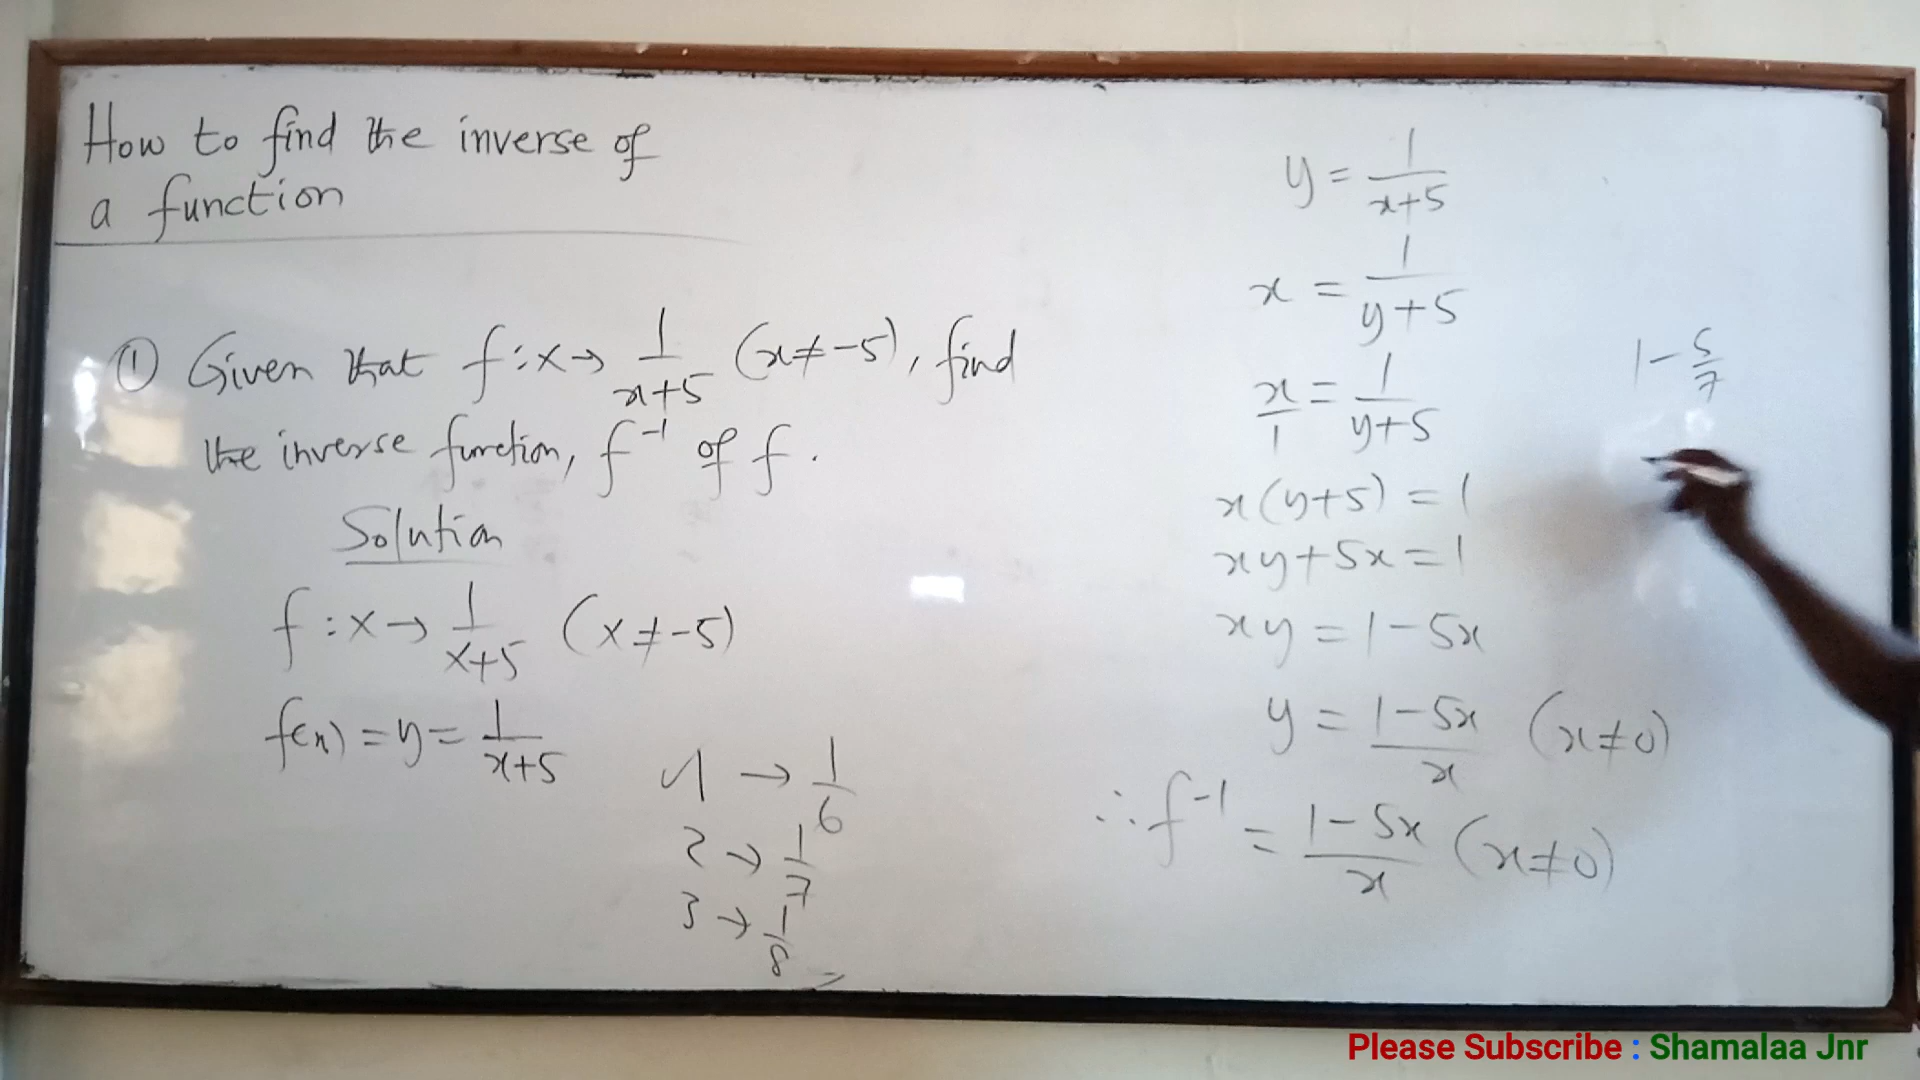 How to find the inverse of
a function
① Given that f:x→ 1/(x+5) (x≠-5), find
the inverse function, f⁻¹ of f.
Solution
f:x→ 1/(x+5) (x≠-5)
f(x) = y = 1/(x+5)
1 → 1/6
2 → 1/7
3 → 1/8
y = 1/(x+5)
x = 1/(y+5)
x/1 = 1/(y+5)
x(y+5) = 1
xy+5x=1
xy = 1-5x
y = (1-5x)/x (x≠0)
∴ f⁻¹ = (1-5x)/x (x≠0)
1 - 5/7
Please Subscribe : Shamalaa Jnr